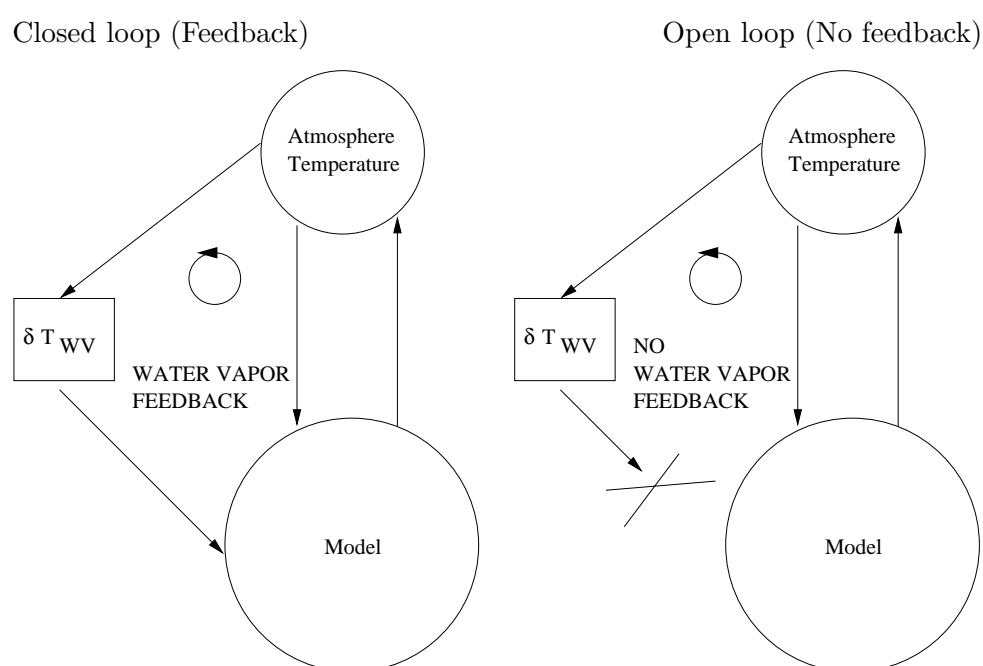 Closed loop (Feedback)
Open loop (No feedback)
Atmosphere
Temperature
δ T WV
WATER VAPOR
FEEDBACK
Model
Atmosphere
Temperature
δ T WV
NO
WATER VAPOR
FEEDBACK
Model